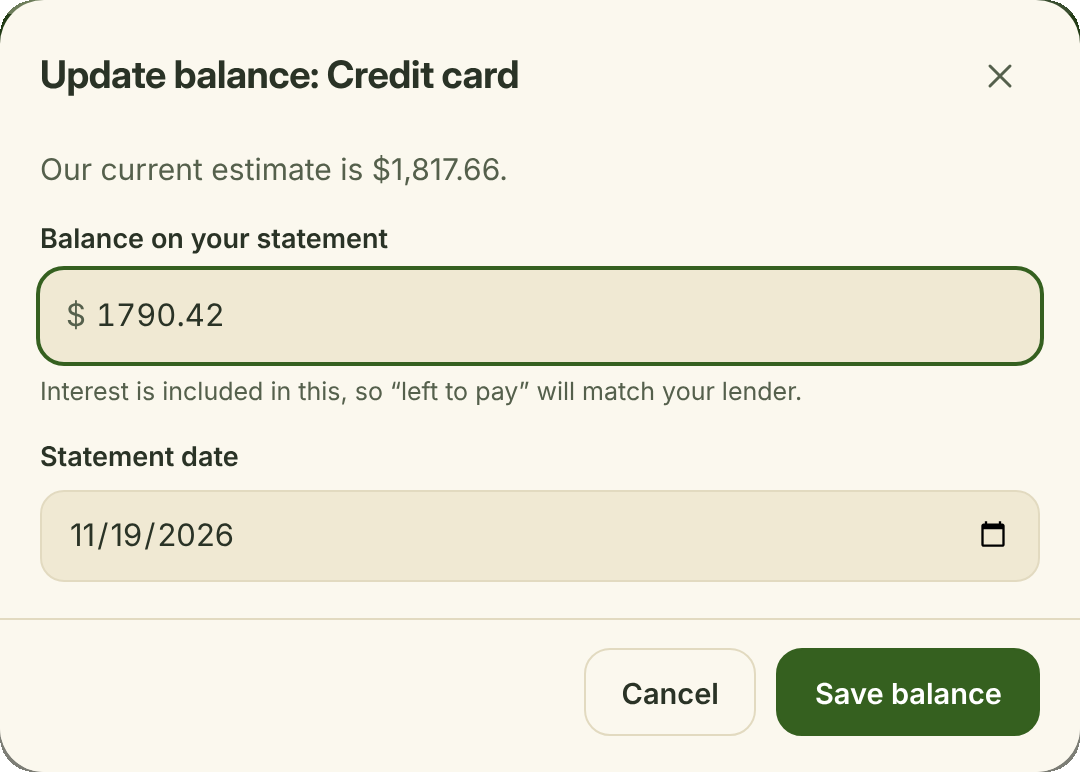 Update balance: Credit card
Our current estimate is $1,817.66.
Balance on your statement
$ 1790.42
Interest is included in this, so “left to pay” will match your lender.
Statement date
11/19/2026
Cancel
Save balance